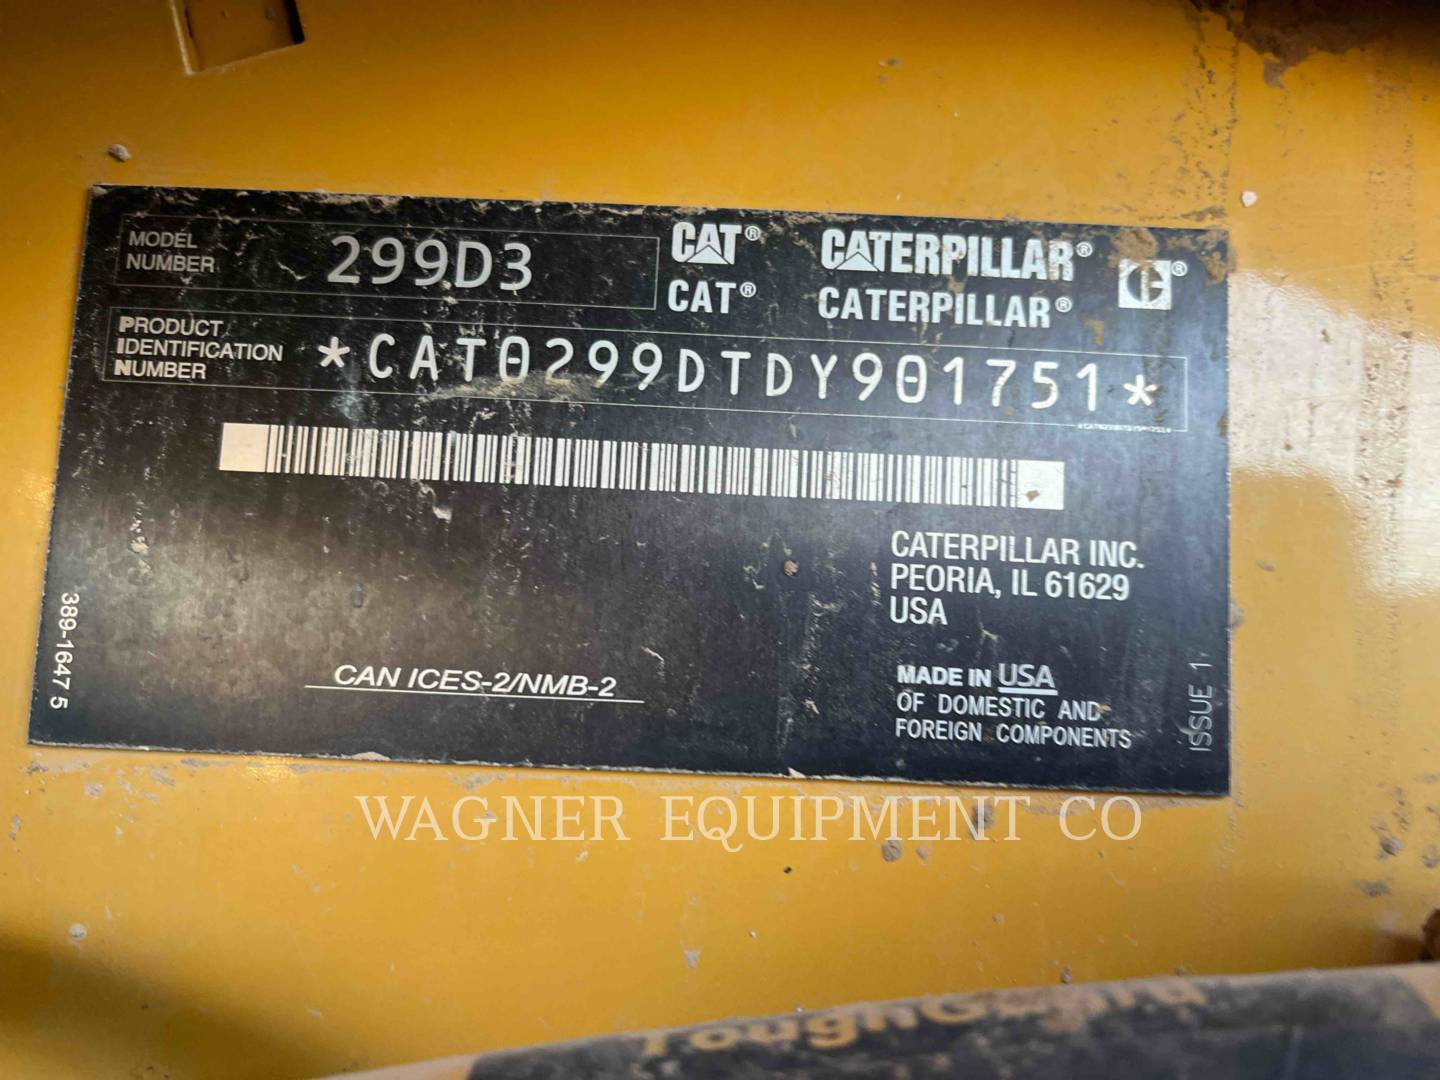 MODEL NUMBER 299D3
CAT® CATERPILLAR®
CAT® CATERPILLAR®
PRODUCT IDENTIFICATION NUMBER *CAT0299DTDY901751*
CATERPILLAR INC.
PEORIA, IL 61629
USA
389-1647 5
CAN ICES-2/NMB-2
MADE IN USA
OF DOMESTIC AND
FOREIGN COMPONENTS
ISSUE 1
WAGNER EQUIPMENT CO
ToughGuard